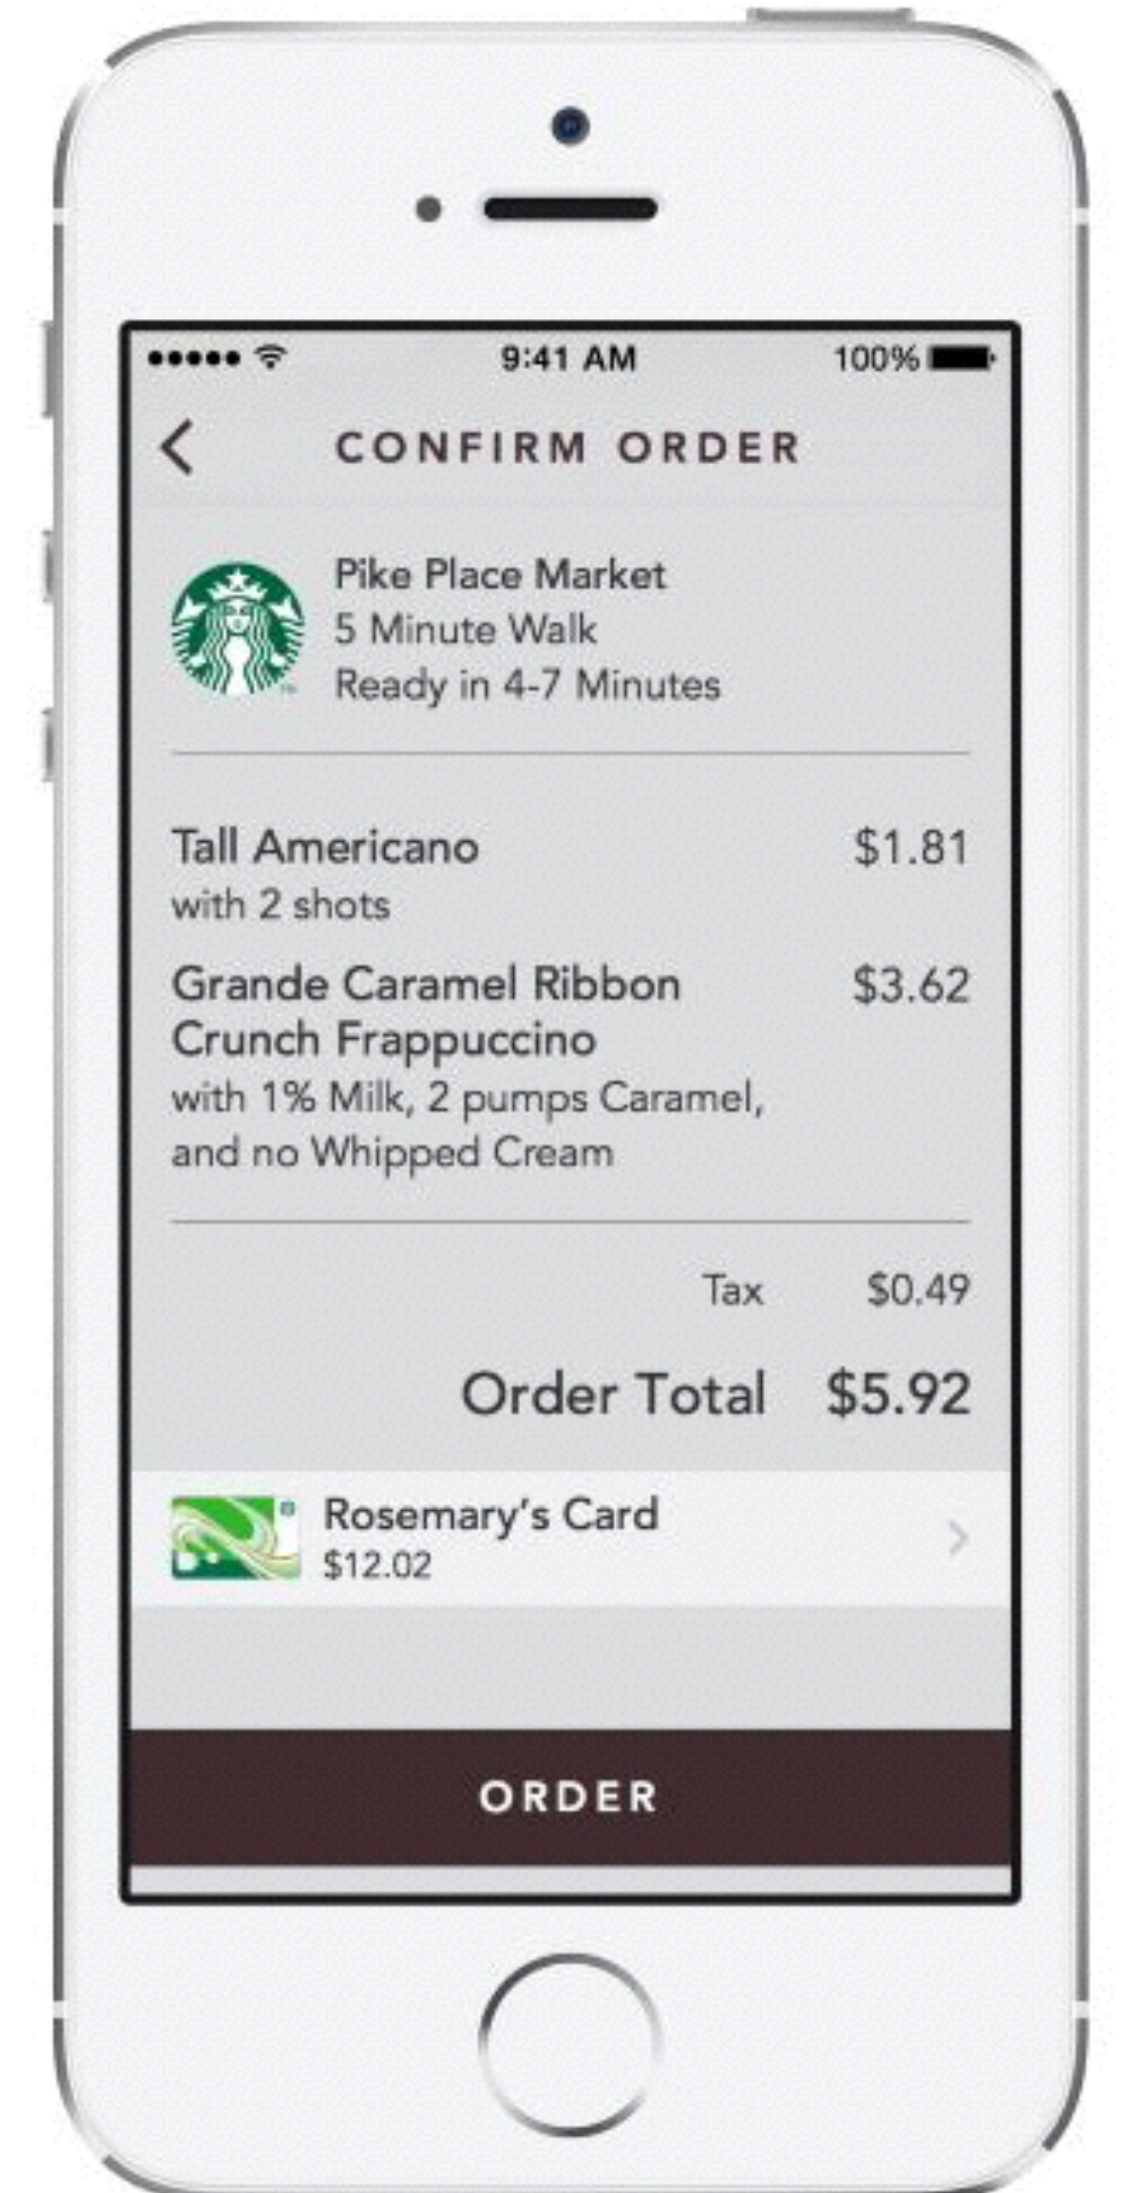 9:41 AM 100%
CONFIRM ORDER
Pike Place Market
5 Minute Walk
Ready in 4-7 Minutes
Tall Americano $1.81
with 2 shots
Grande Caramel Ribbon $3.62
Crunch Frappuccino
with 1% Milk, 2 pumps Caramel,
and no Whipped Cream
Tax $0.49
Order Total $5.92
Rosemary's Card
$12.02
ORDER